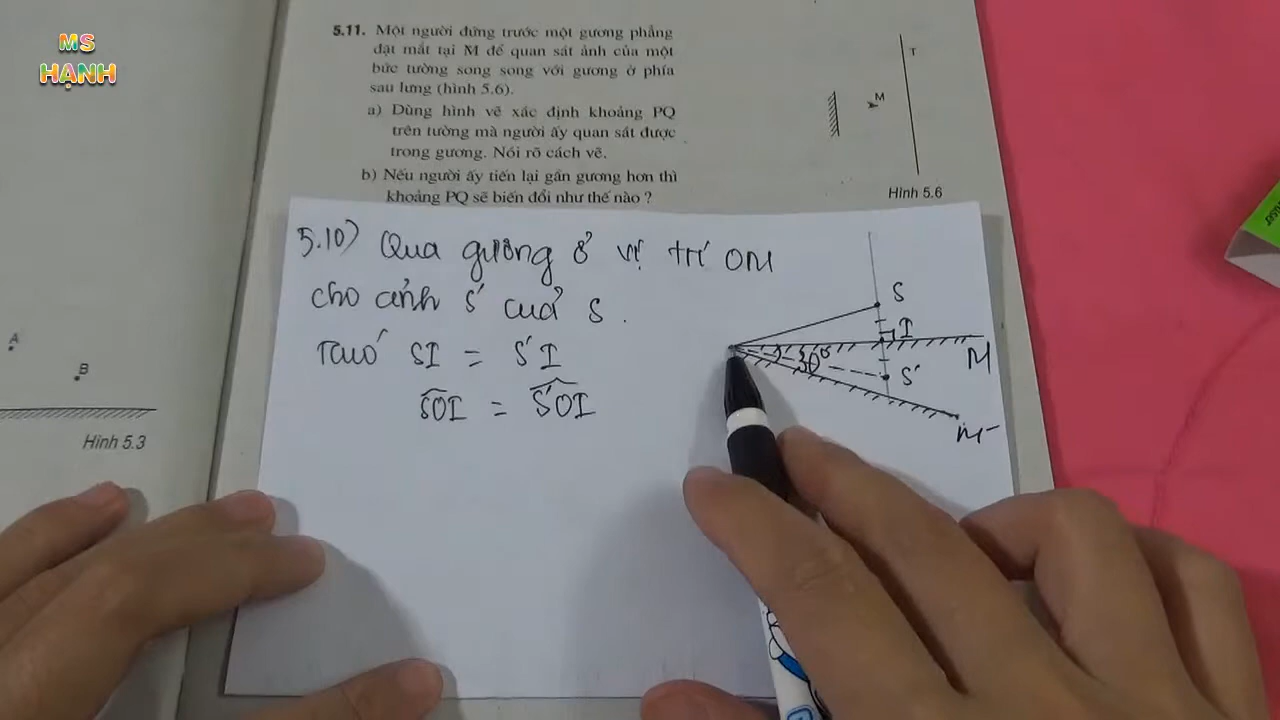 MS
HẠNH
5.11. Một người đứng trước một gương phẳng
đặt mắt tại M để quan sát ảnh của một
bức tường song song với gương ở phía
sau lưng (hình 5.6).
a) Dùng hình vẽ xác định khoảng PQ
trên tường mà người ấy quan sát được
trong gương. Nói rõ cách vẽ.
b) Nếu người ấy tiến lại gần gương hơn thì
khoảng PQ sẽ biến đổi như thế nào ?
T
M
Hình 5.6
5.10) Qua gương ở vị trí OM
cho ảnh S' của S .
Ta có SI = S'I
SOI = S'OI
S
I
M
30°
S'
M'
A
B
Hình 5.3